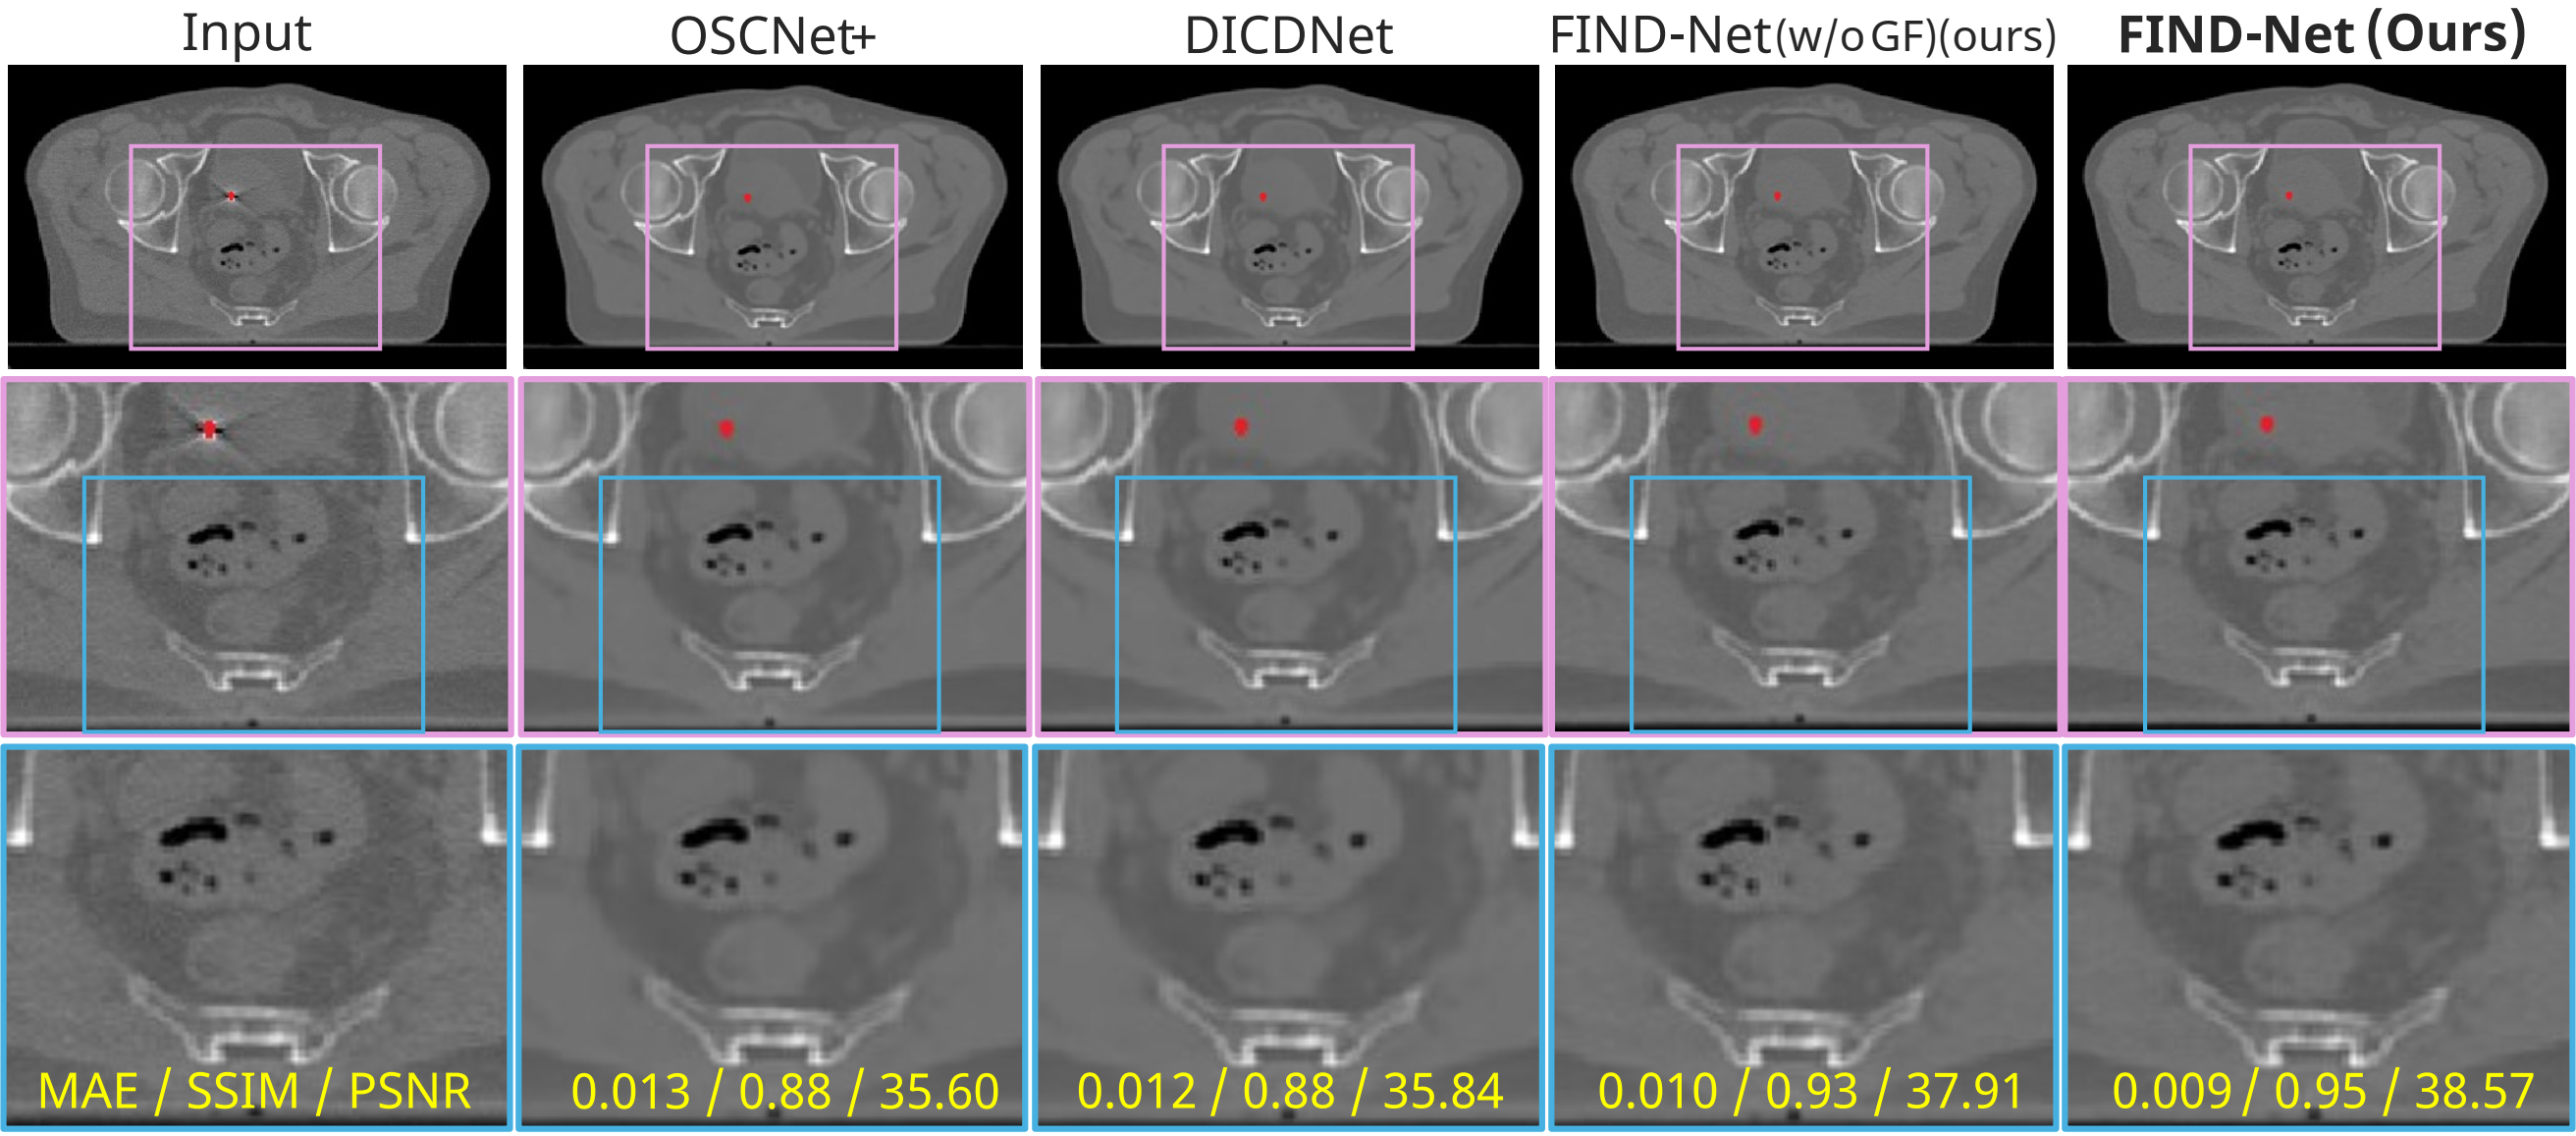 Input
OSCNet+
DICDNet
FIND-Net(w/o GF)(ours)
FIND-Net (Ours)
MAE / SSIM / PSNR
0.013 / 0.88 / 35.60
0.012 / 0.88 / 35.84
0.010 / 0.93 / 37.91
0.009 / 0.95 / 38.57